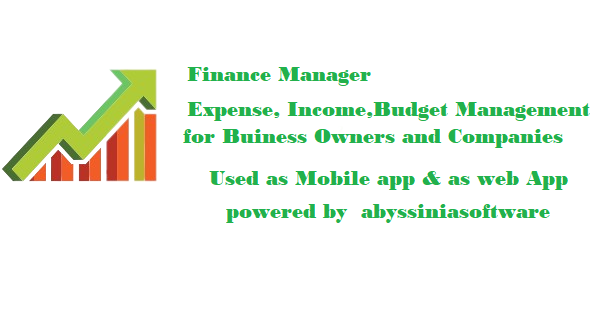 Finance Manager
Expense, Income,Budget Management
for Buiness Owners and Companies
Used as Mobile app & as web App
powered by abyssiniasoftware